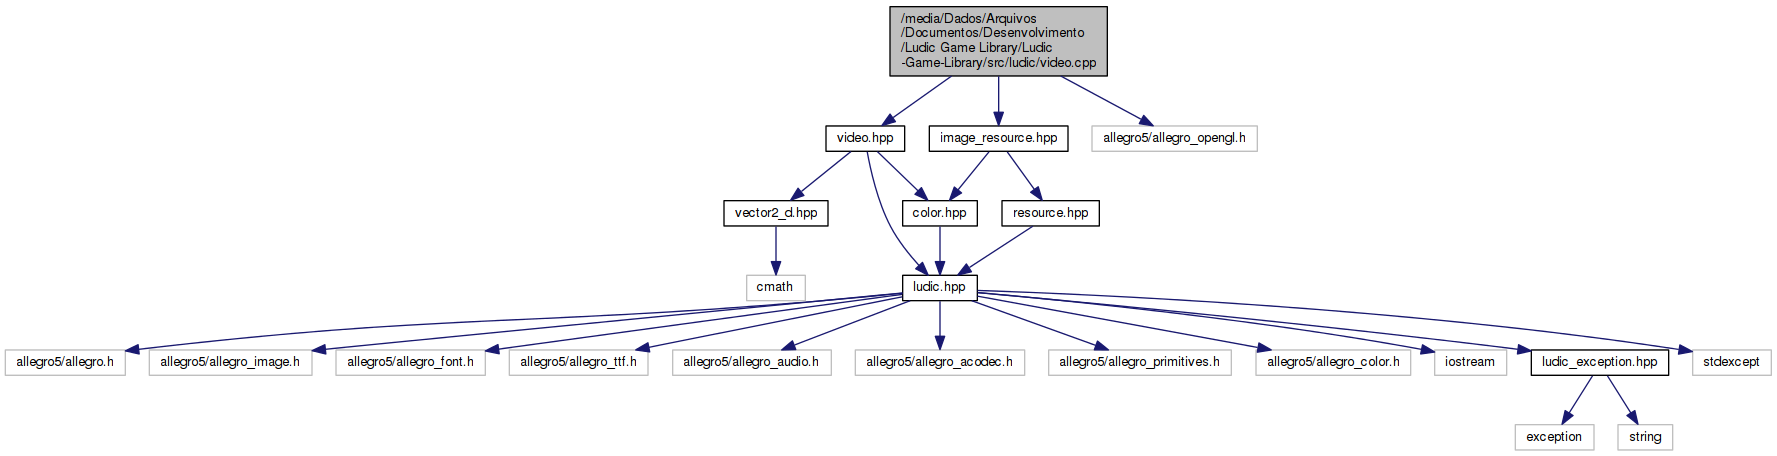 /media/Dados/Arquivos
/Documentos/Desenvolvimento
/Ludic Game Library/Ludic
-Game-Library/src/ludic/video.cpp
video.hpp
image_resource.hpp
allegro5/allegro_opengl.h
vector2_d.hpp
color.hpp
resource.hpp
cmath
ludic.hpp
allegro5/allegro.h
allegro5/allegro_image.h
allegro5/allegro_font.h
allegro5/allegro_ttf.h
allegro5/allegro_audio.h
allegro5/allegro_acodec.h
allegro5/allegro_primitives.h
allegro5/allegro_color.h
iostream
ludic_exception.hpp
stdexcept
exception
string